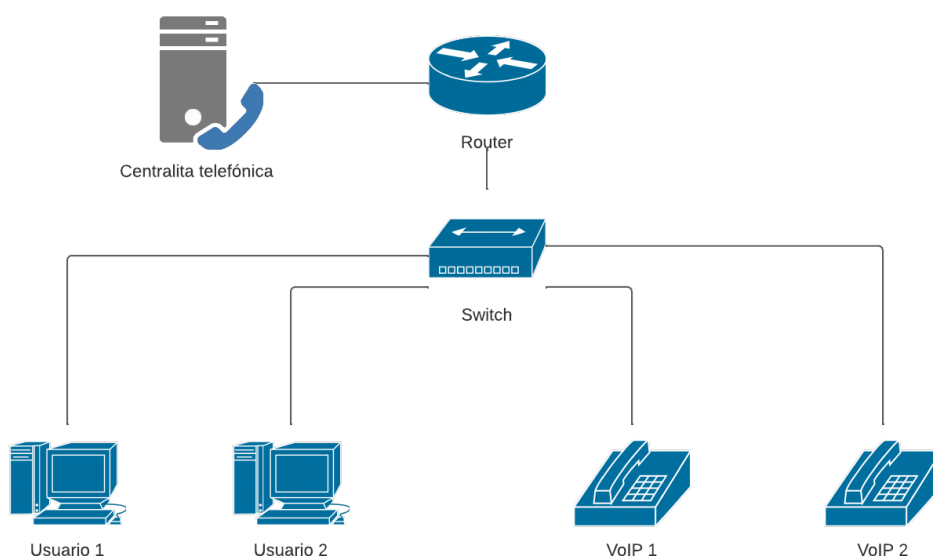 Router
Centralita telefónica
Switch
Usuario 1
Usuario 2
VoIP 1
VoIP 2